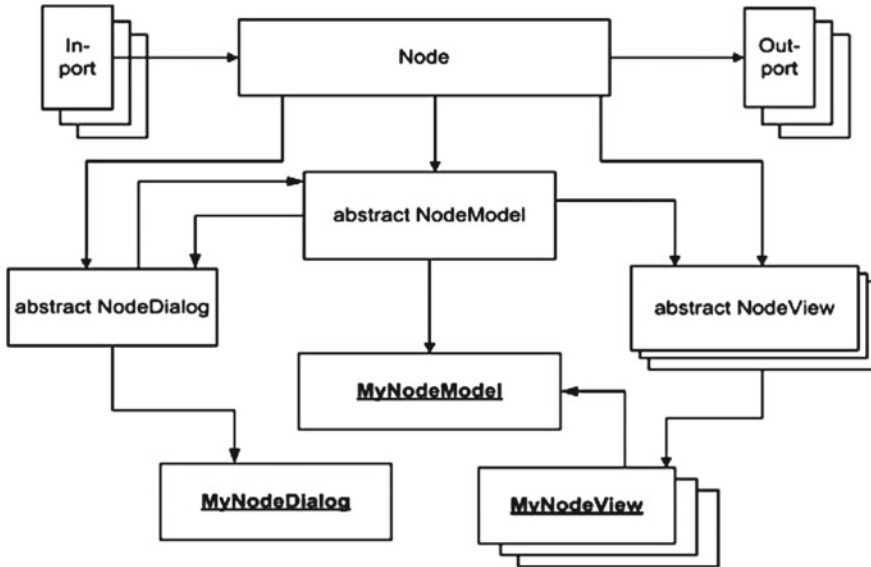 In-
port
Node
Out-
port
abstract NodeModel
abstract NodeDialog
abstract NodeView
MyNodeModel
MyNodeDialog
MyNodeView